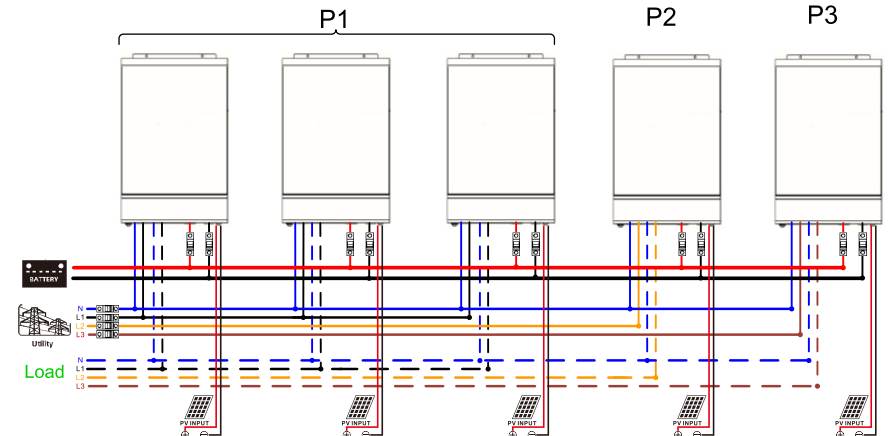 P1
P2
P3
BATTERY
N
L1
L2
L3
Utility
Load
N
L1
L2
L3
PV INPUT
PV INPUT
PV INPUT
PV INPUT
PV INPUT